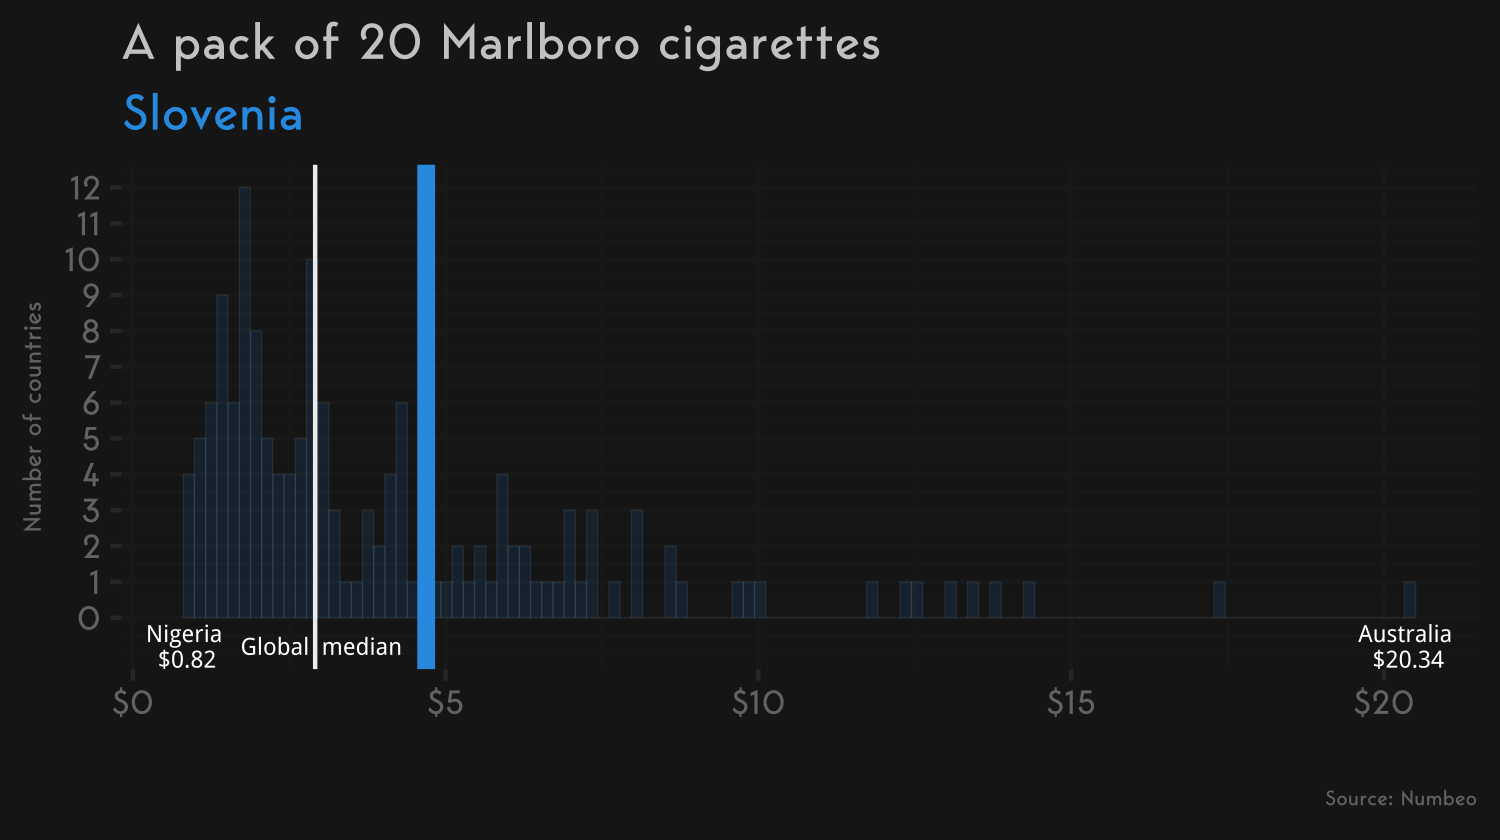 A pack of 20 Marlboro cigarettes
Slovenia
Number of countries
12
11
10
9
8
7
6
5
4
3
2
1
0
Nigeria
$0.82
Global median
Australia
$20.34
$0 $5 $10 $15 $20
Source: Numbeo